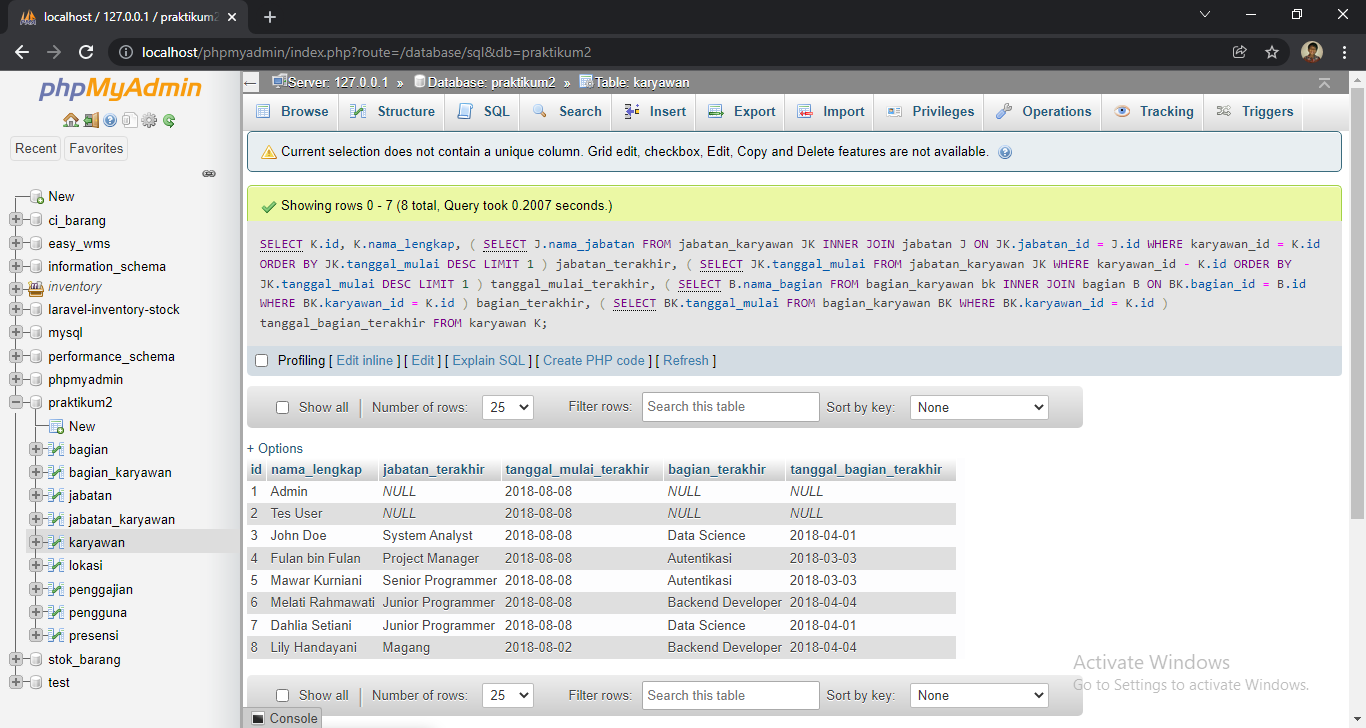 localhost / 127.0.0.1 / praktikum2
localhost/phpmyadmin/index.php?route=/database/sql&db=praktikum2
phpMyAdmin
Recent Favorites
New
ci_barang
easy_wms
information_schema
inventory
laravel-inventory-stock
mysql
performance_schema
phpmyadmin
praktikum2
New
bagian
bagian_karyawan
jabatan
jabatan_karyawan
karyawan
lokasi
penggajian
pengguna
presensi
stok_barang
test
Server: 127.0.0.1 » Database: praktikum2 » Table: karyawan
Browse Structure SQL Search Insert Export Import Privileges Operations Tracking Triggers
Current selection does not contain a unique column. Grid edit, checkbox, Edit, Copy and Delete features are not available.
Showing rows 0 - 7 (8 total, Query took 0.2007 seconds.)
SELECT K.id, K.nama_lengkap, ( SELECT J.nama_jabatan FROM jabatan_karyawan JK INNER JOIN jabatan J ON JK.jabatan_id = J.id WHERE karyawan_id = K.id
ORDER BY JK.tanggal_mulai DESC LIMIT 1 ) jabatan_terakhir, ( SELECT JK.tanggal_mulai FROM jabatan_karyawan JK WHERE karyawan_id - K.id ORDER BY
JK.tanggal_mulai DESC LIMIT 1 ) tanggal_mulai_terakhir, ( SELECT B.nama_bagian FROM bagian_karyawan bk INNER JOIN bagian B ON BK.bagian_id = B.id
WHERE BK.karyawan_id = K.id ) bagian_terakhir, ( SELECT BK.tanggal_mulai FROM bagian_karyawan BK WHERE BK.karyawan_id = K.id )
tanggal_bagian_terakhir FROM karyawan K;
Profiling [ Edit inline ] [ Edit ] [ Explain SQL ] [ Create PHP code ] [ Refresh ]
Show all | Number of rows: 25 Filter rows: Search this table Sort by key: None
+ Options
id nama_lengkap jabatan_terakhir tanggal_mulai_terakhir bagian_terakhir tanggal_bagian_terakhir
1 Admin NULL 2018-08-08 NULL NULL
2 Tes User NULL 2018-08-08 NULL NULL
3 John Doe System Analyst 2018-08-08 Data Science 2018-04-01
4 Fulan bin Fulan Project Manager 2018-08-08 Autentikasi 2018-03-03
5 Mawar Kurniani Senior Programmer 2018-08-08 Autentikasi 2018-03-03
6 Melati Rahmawati Junior Programmer 2018-08-08 Backend Developer 2018-04-04
7 Dahlia Setiani Junior Programmer 2018-08-08 Data Science 2018-04-01
8 Lily Handayani Magang 2018-08-02 Backend Developer 2018-04-04
Activate Windows
Go to Settings to activate Windows.
Show all | Number of rows: 25 Filter rows: Search this table Sort by key: None
Console